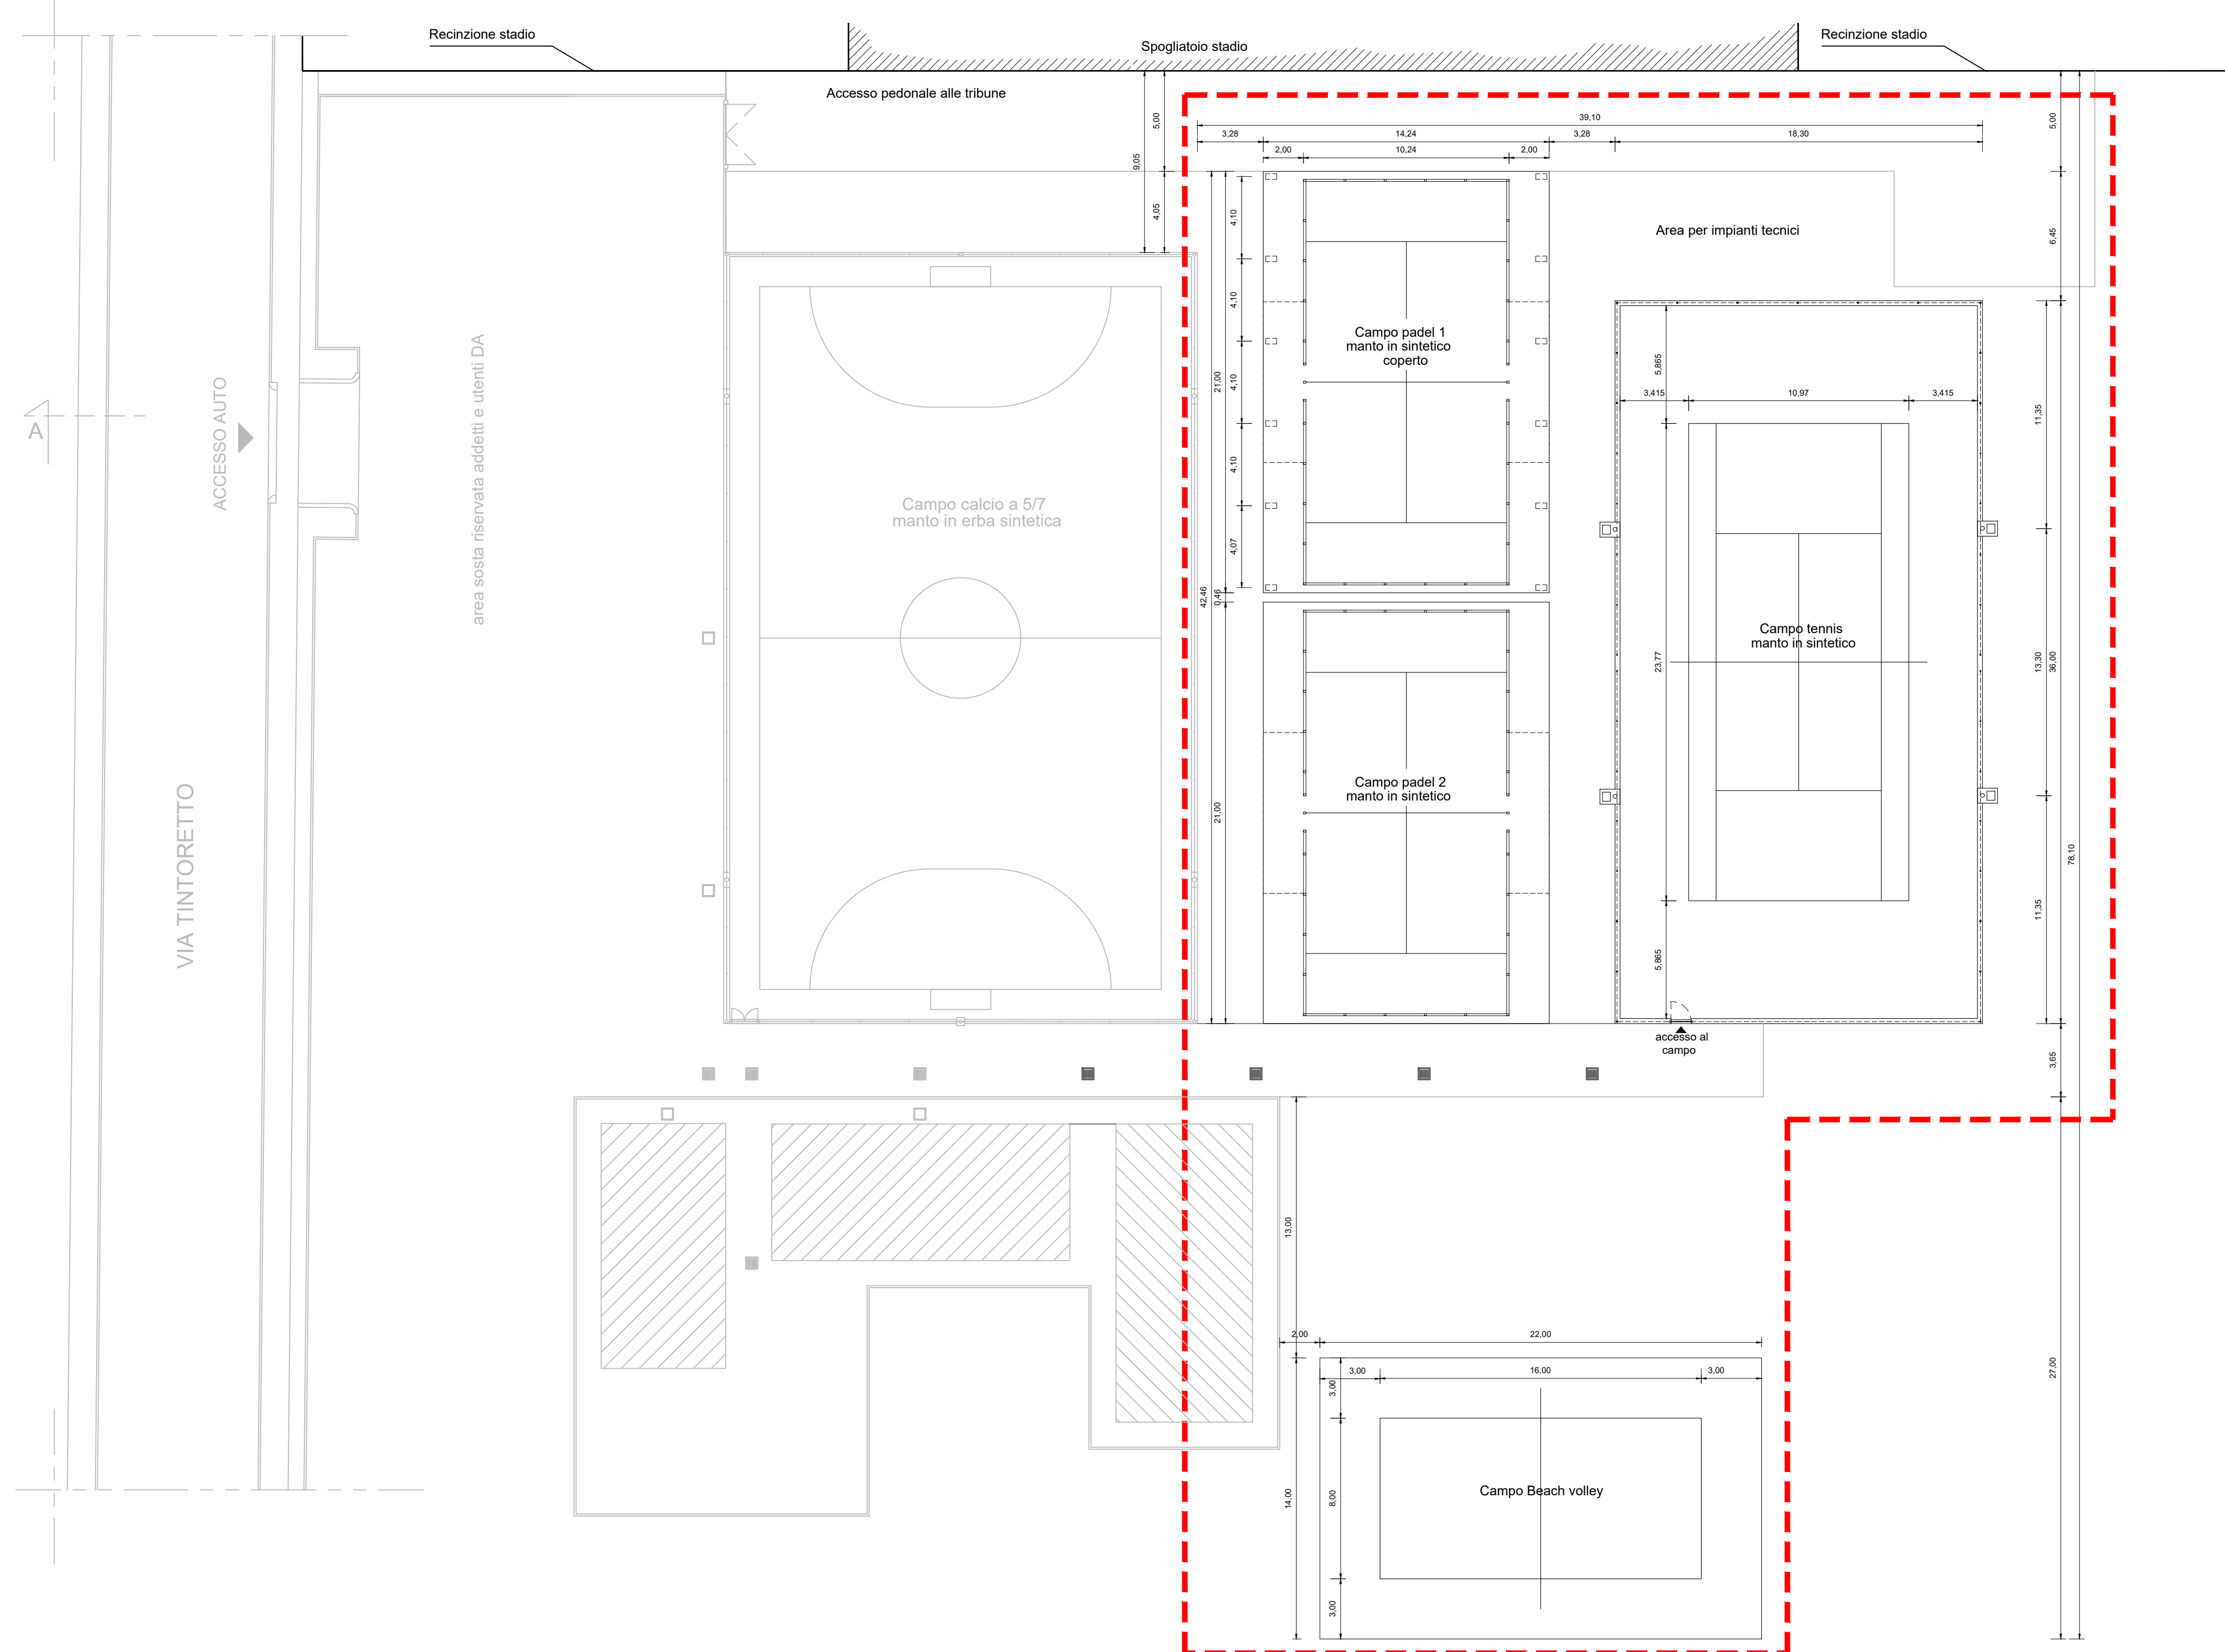 Recinzione stadio
Spogliatoio stadio
Recinzione stadio
Accesso pedonale alle tribune
39,10
3,28
14,24
3,28
18,30
2,00
10,24
2,00
5,00
9,05
4,05
5,00
6,45
Area per impianti tecnici
4,10
4,10
4,10
4,10
4,07
21,00
42,46
0,46
21,00
Campo padel 1
manto in sintetico
coperto
5,865
3,415
10,97
3,415
11,35
A
ACCESSO AUTO
area sosta riservata addetti e utenti DA
VIA TINTORETTO
Campo calcio a 5/7
manto in erba sintetica
Campo tennis
manto in sintetico
23,77
13,30
36,00
Campo padel 2
manto in sintetico
78,10
11,35
5,865
accesso al
campo
3,65
13,00
2,00
22,00
3,00
16,00
3,00
3,00
27,00
14,00
8,00
Campo Beach volley
3,00